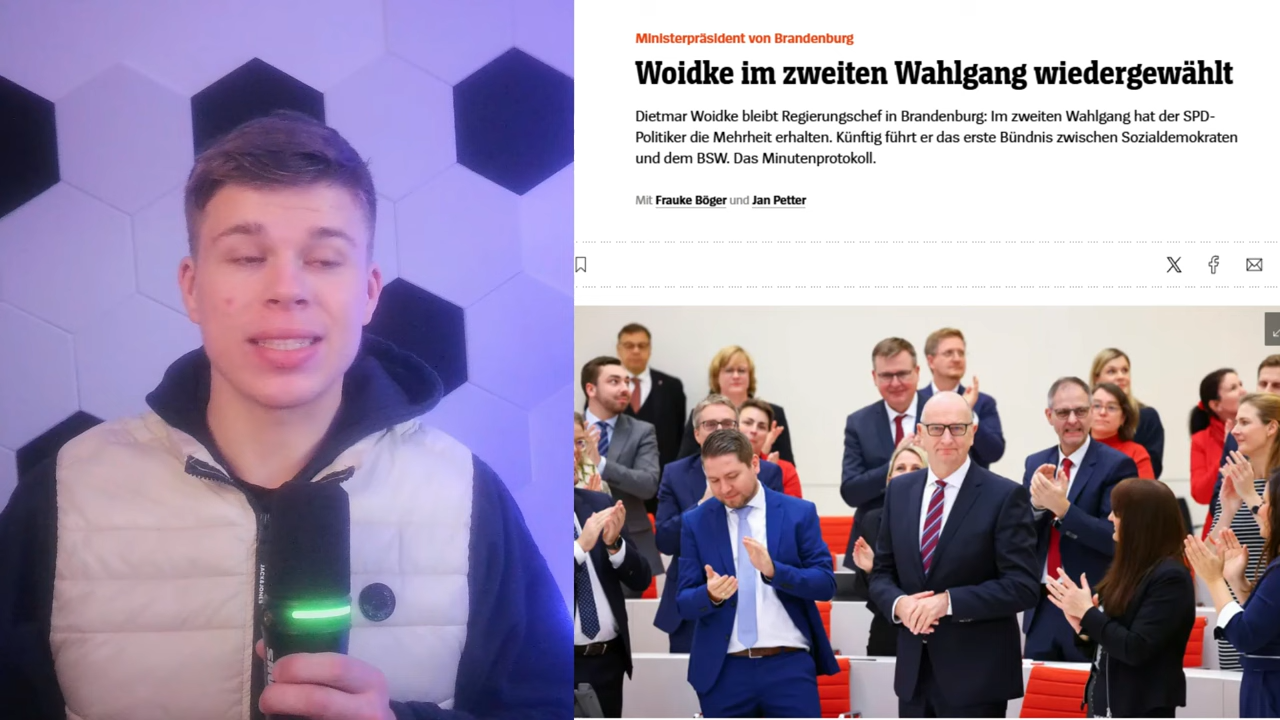 Ministerpräsident von Brandenburg
Woidke im zweiten Wahlgang wiedergewählt
Dietmar Woidke bleibt Regierungschef in Brandenburg: Im zweiten Wahlgang hat der SPD-
Politiker die Mehrheit erhalten. Künftig führt er das erste Bündnis zwischen Sozialdemokraten
und dem BSW. Das Minutenprotokoll.
Mit Frauke Böger und Jan Petter
JACK&JONES